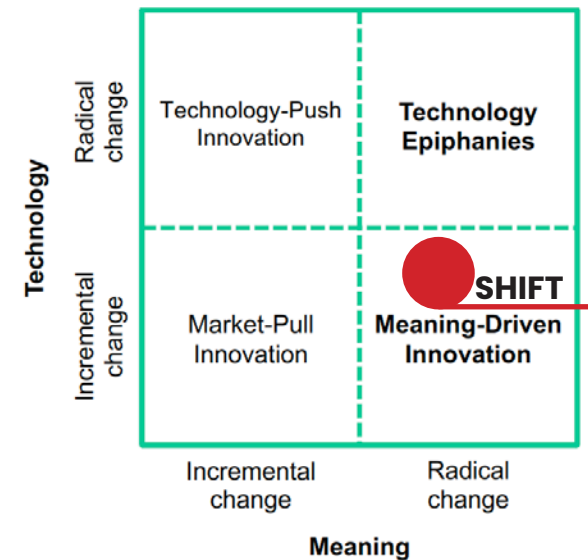 Technology
Radical
change
Technology-Push
Innovation
Technology
Epiphanies
Incremental
change
SHIFT
Market-Pull
Innovation
Meaning-Driven
Innovation
Incremental
change
Radical
change
Meaning